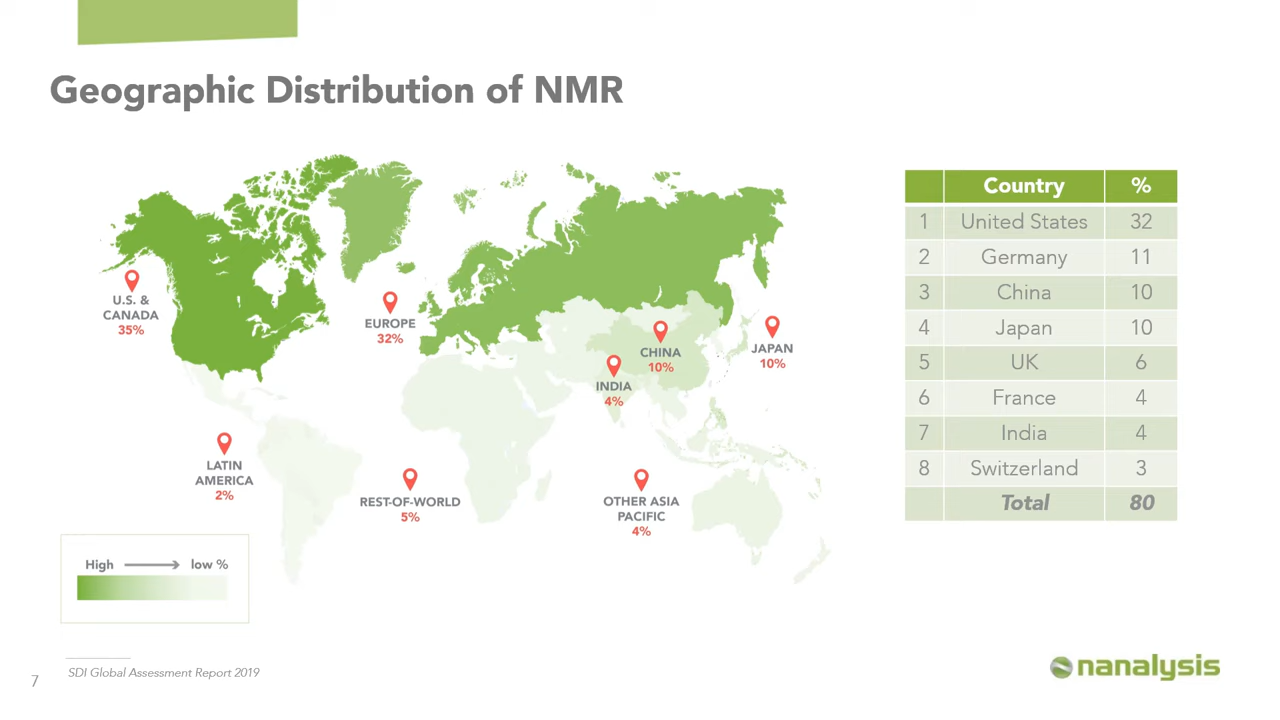 Geographic Distribution of NMR
U.S. &
CANADA
35%
EUROPE
32%
CHINA
10%
JAPAN
10%
INDIA
4%
LATIN
AMERICA
2%
REST-OF-WORLD
5%
OTHER ASIA
PACIFIC
4%
High low %
Country %
1 United States 32
2 Germany 11
3 China 10
4 Japan 10
5 UK 6
6 France 4
7 India 4
8 Switzerland 3
Total 80
SDI Global Assessment Report 2019
7
nanalysis